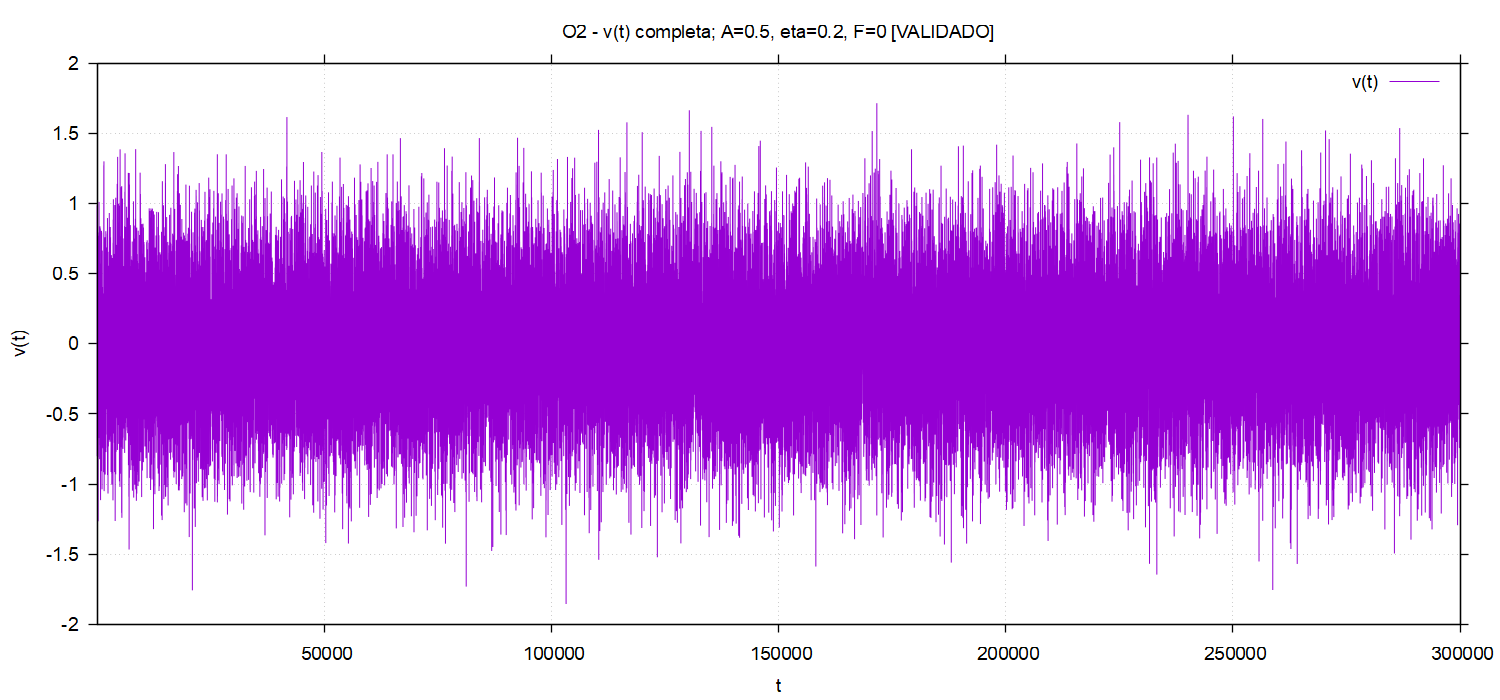 O2 - v(t) completa; A=0.5, eta=0.2, F=0 [VALIDADO]
v(t)
2
1.5
1
0.5
0
-0.5
-1
-1.5
-2
v(t)
50000 100000 150000 200000 250000 300000
t